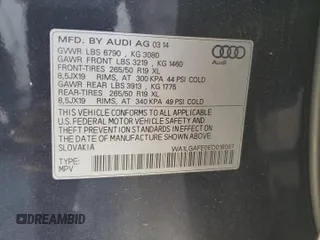 MFD. BY AUDI AG 03 14
GVWR LBS 6790 , KG 3080
GAWR FRONT LBS 3219 , KG 1460
FRONT-TIRES 265/50 R19 XL
8,5JX19 RIMS, AT 300 KPA 44 PSI COLD
GAWR REAR LBS 3913 , KG 1775
REAR-TIRES 265/50 R19 XL
8,5JX19 RIMS, AT 340 KPA 49 PSI COLD
THIS VEHICLE CONFORMS TO ALL APPLICABLE
U.S. FEDERAL MOTOR VEHICLE SAFETY
STANDARDS IN EFFECT ON
THE DATE OF MANUFACTURE SHOWN ABOVE
SLOVAKIA
TYPE:
MPV
Audi
DREAMBID